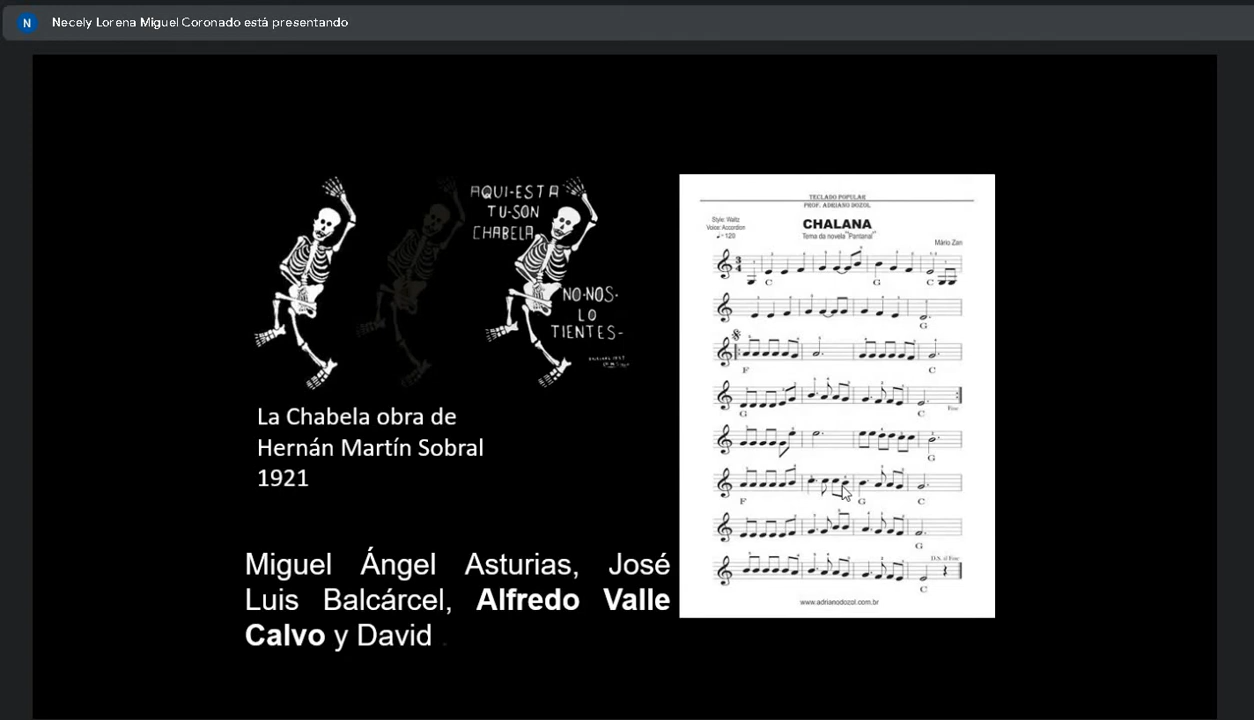 N Necely Lorena Miguel Coronado está presentando
AQUI-ESTA
TU-SON
CHABELA
NO-NOS-
LO
TIENTES-
La Chabela obra de
Hernán Martín Sobral
1921
Miguel Ángel Asturias, José
Luis Balcárcel, Alfredo Valle
Calvo y David
TECLADO POPULAR
PROF. ADRIANO DOZOL
Style: Waltz
Voice: Accordion
♩=120
CHALANA
Tema da novela "Pantanal"
Mário Zan
C G C
G
F C
G C Fine
G
F G C
G
D.S. al Fine
C
www.adrianodozol.com.br